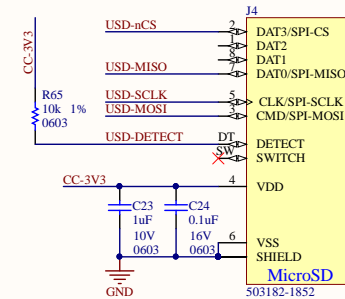 J4
CC-3V3
USD-nCS
2
DAT3/SPI-CS
1
DAT2
8
DAT1
USD-MISO
7
DAT0/SPI-MISO
R65
10k 1%
0603
USD-SCLK
5
CLK/SPI-SCLK
USD-MOSI
3
CMD/SPI-MOSI
USD-DETECT
DT
DETECT
SW
SWITCH
CC-3V3
4
VDD
C23
1uF
10V
0603
C24
0.1uF
16V
0603
6
VSS
SHIELD
MicroSD
GND
503182-1852